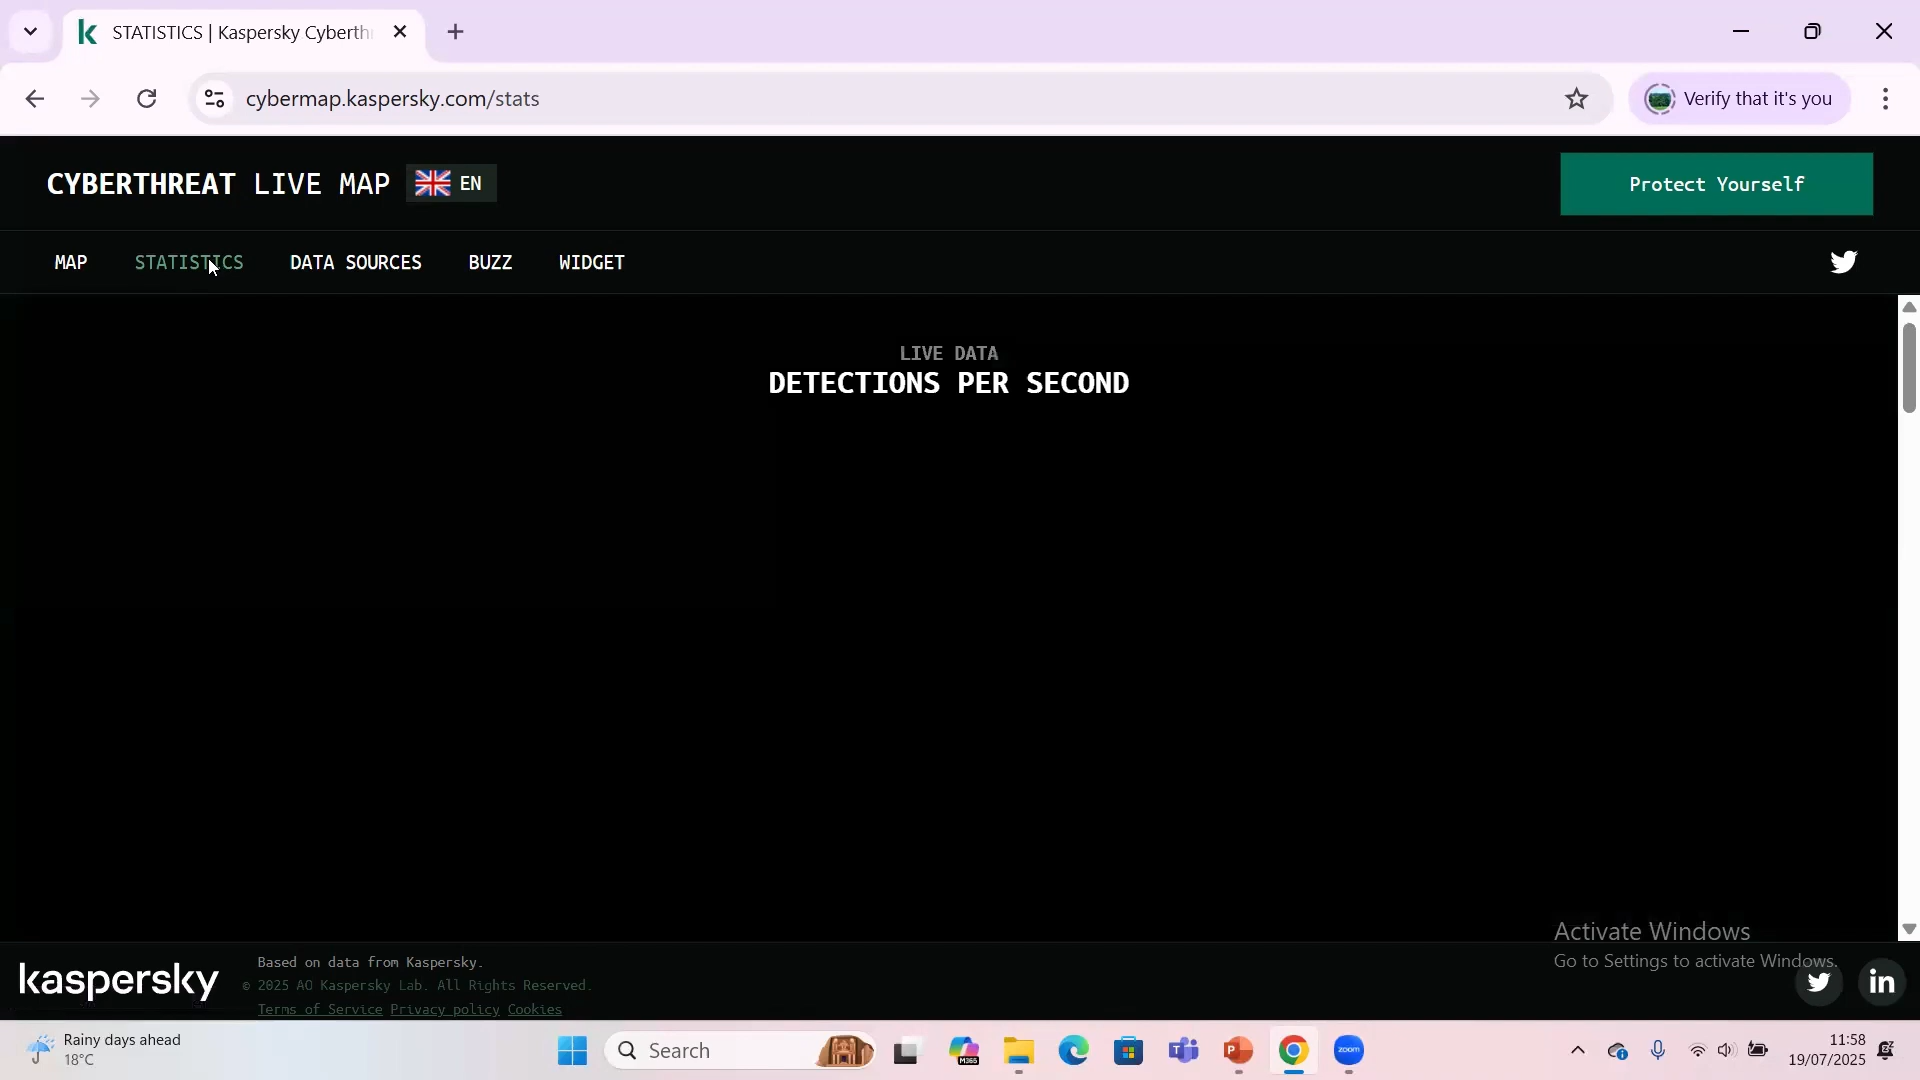 STATISTICS | Kaspersky Cyberth
cybermap.kaspersky.com/stats
Verify that it's you
CYBERTHREAT LIVE MAP EN
Protect Yourself
MAP STATISTICS DATA SOURCES BUZZ WIDGET
LIVE DATA
DETECTIONS PER SECOND
Activate Windows
Go to Settings to activate Windows.
kaspersky
Based on data from Kaspersky.
© 2025 AO Kaspersky Lab. All Rights Reserved.
Terms of Service Privacy policy Cookies
in
Rainy days ahead
18°C
Search
M365
zoom
11:58
19/07/2025